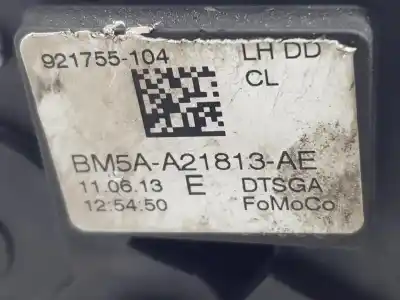 921755-104 LH DD
CL
BM5A-A21813-AE
11.06.13 E DTSGA
12:54:50 FoMoCo